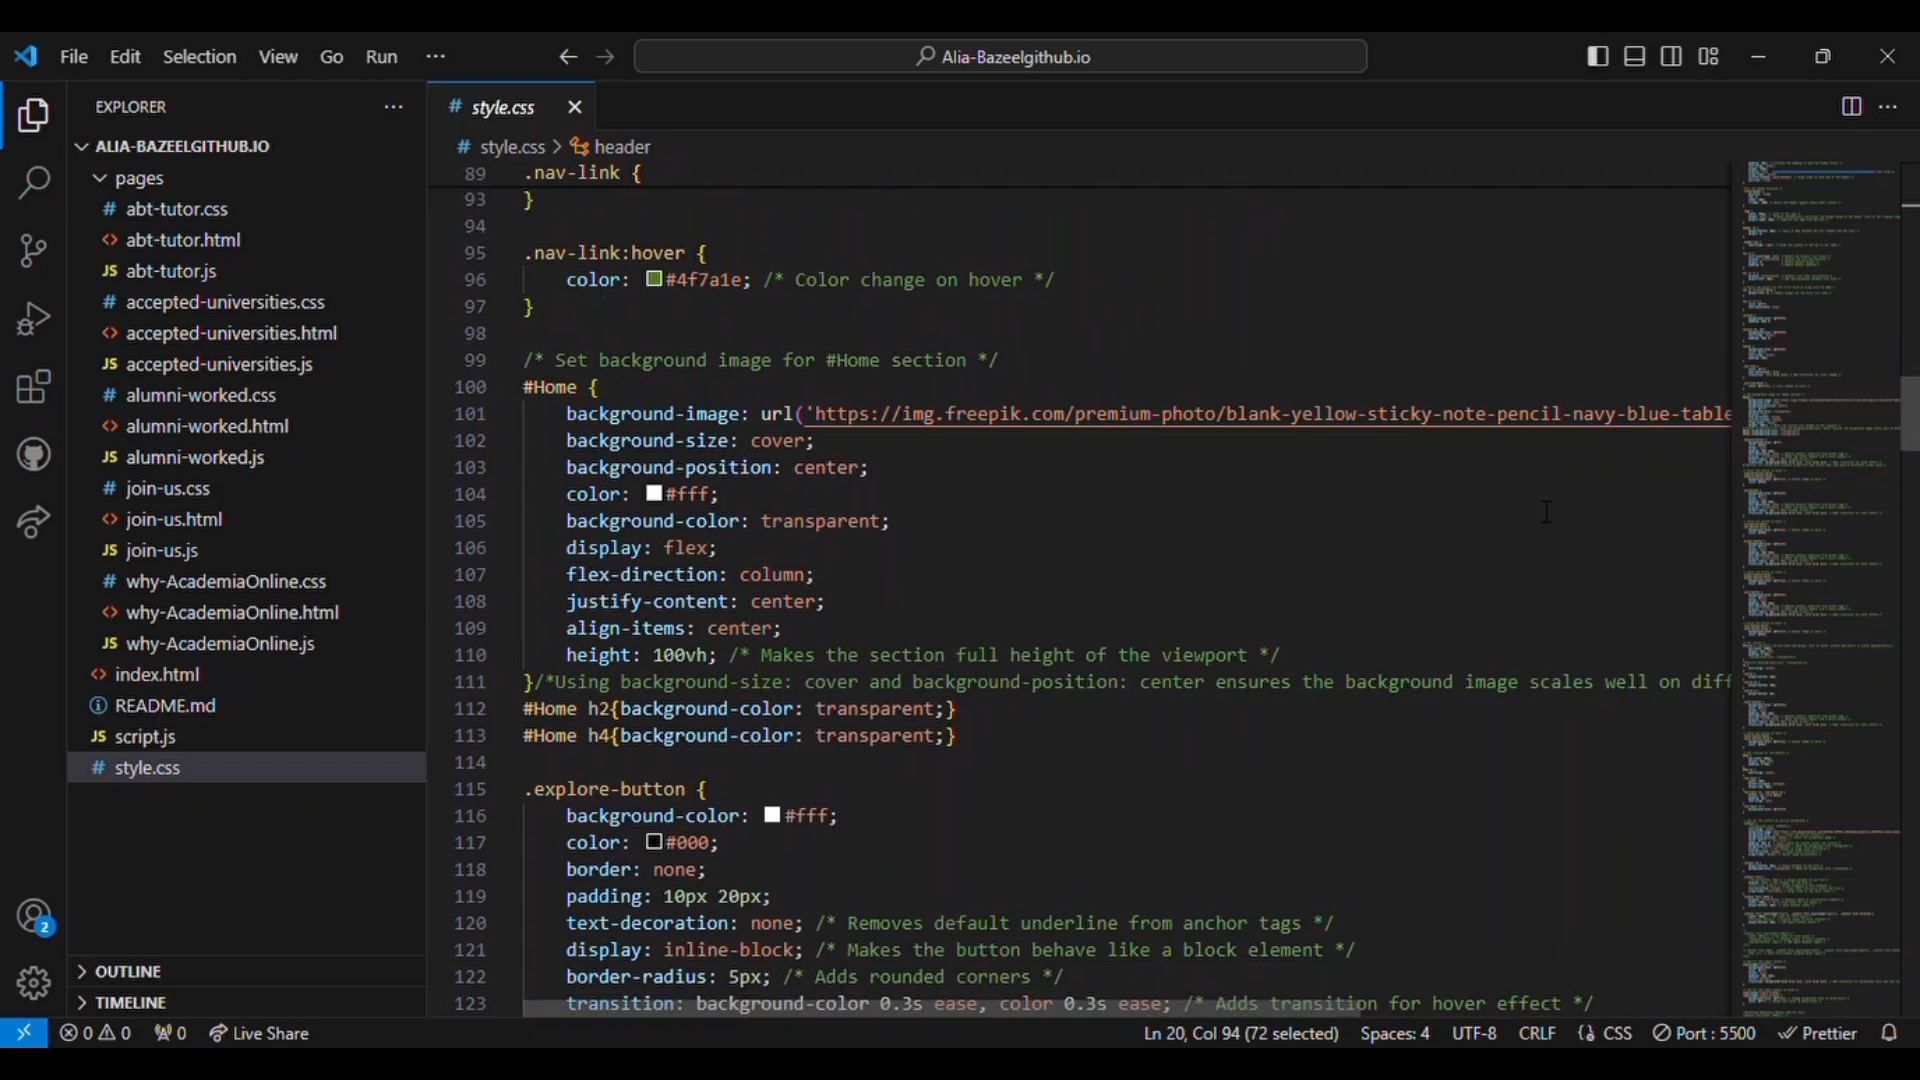 File Edit Selection View Go Run ··· Alia-Bazeelgithub.io
EXPLORER ···
ALIA-BAZEELGITHUB.IO
pages
# abt-tutor.css
<> abt-tutor.html
JS abt-tutor.js
# accepted-universities.css
<> accepted-universities.html
JS accepted-universities.js
# alumni-worked.css
<> alumni-worked.html
JS alumni-worked.js
# join-us.css
<> join-us.html
JS join-us.js
# why-AcademiaOnline.css
<> why-AcademiaOnline.html
JS why-AcademiaOnline.js
<> index.html
README.md
JS script.js
# style.css
OUTLINE
TIMELINE
2
# style.css
# style.css > header
89 .nav-link {
93 }
94
95 .nav-link:hover {
96 color: #4f7a1e; /* Color change on hover */
97 }
98
99 /* Set background image for #Home section */
100 #Home {
101 background-image: url('https://img.freepik.com/premium-photo/blank-yellow-sticky-note-pencil-navy-blue-table
102 background-size: cover;
103 background-position: center;
104 color: #fff;
105 background-color: transparent;
106 display: flex;
107 flex-direction: column;
108 justify-content: center;
109 align-items: center;
110 height: 100vh; /* Makes the section full height of the viewport */
111 }/*Using background-size: cover and background-position: center ensures the background image scales well on diff
112 #Home h2{background-color: transparent;}
113 #Home h4{background-color: transparent;}
114
115 .explore-button {
116 background-color: #fff;
117 color: #000;
118 border: none;
119 padding: 10px 20px;
120 text-decoration: none; /* Removes default underline from anchor tags */
121 display: inline-block; /* Makes the button behave like a block element */
122 border-radius: 5px; /* Adds rounded corners */
123 transition: background-color 0.3s ease, color 0.3s ease; /* Adds transition for hover effect */
0 0 0 Live Share Ln 20, Col 94 (72 selected) Spaces: 4 UTF-8 CRLF {} CSS Port : 5500 Prettier